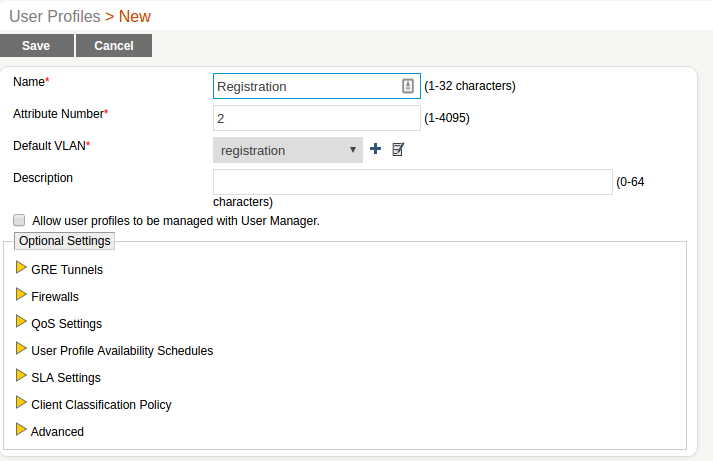 User Profiles > New
Save Cancel
Name* Registration (1-32 characters)
Attribute Number* 2 (1-4095)
Default VLAN* registration
Description (0-64
characters)
Allow user profiles to be managed with User Manager.
Optional Settings
GRE Tunnels
Firewalls
QoS Settings
User Profile Availability Schedules
SLA Settings
Client Classification Policy
Advanced